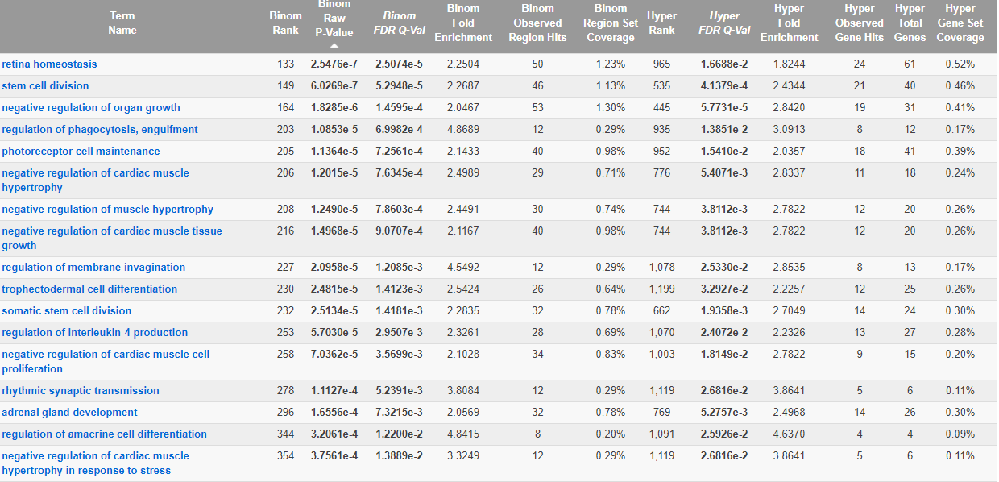 Term Name Binom Rank Binom Raw P-Value Binom FDR Q-Val Binom Fold Enrichment Binom Observed Region Hits Binom Region Set Coverage Hyper Rank Hyper FDR Q-Val Hyper Fold Enrichment Hyper Observed Gene Hits Hyper Total Genes Hyper Gene Set Coverage
retina homeostasis 133 2.5476e-7 2.5074e-5 2.2504 50 1.23% 965 1.6688e-2 1.8244 24 61 0.52%
stem cell division 149 6.0269e-7 5.2948e-5 2.2687 46 1.13% 535 4.1379e-4 2.4344 21 40 0.46%
negative regulation of organ growth 164 1.8285e-6 1.4595e-4 2.0467 53 1.30% 445 5.7731e-5 2.8420 19 31 0.41%
regulation of phagocytosis, engulfment 203 1.0853e-5 6.9982e-4 4.8689 12 0.29% 935 1.3851e-2 3.0913 8 12 0.17%
photoreceptor cell maintenance 205 1.1364e-5 7.2561e-4 2.1433 40 0.98% 952 1.5410e-2 2.0357 18 41 0.39%
negative regulation of cardiac muscle 206 1.2015e-5 7.6345e-4 2.4989 29 0.71% 776 5.4071e-3 2.8337 11 18 0.24%
hypertrophy
negative regulation of muscle hypertrophy 208 1.2490e-5 7.8603e-4 2.4491 30 0.74% 744 3.8112e-3 2.7822 12 20 0.26%
negative regulation of cardiac muscle tissue 216 1.4968e-5 9.0707e-4 2.1167 40 0.98% 744 3.8112e-3 2.7822 12 20 0.26%
growth
regulation of membrane invagination 227 2.0958e-5 1.2085e-3 4.5492 12 0.29% 1,078 2.5330e-2 2.8535 8 13 0.17%
trophectodermal cell differentiation 230 2.4815e-5 1.4123e-3 2.5424 26 0.64% 1,199 3.2927e-2 2.2257 12 25 0.26%
somatic stem cell division 232 2.5134e-5 1.4181e-3 2.2835 32 0.78% 662 1.9358e-3 2.7049 14 24 0.30%
regulation of interleukin-4 production 253 5.7030e-5 2.9507e-3 2.3261 28 0.69% 1,070 2.4072e-2 2.2326 13 27 0.28%
negative regulation of cardiac muscle cell 258 7.0362e-5 3.5699e-3 2.1028 34 0.83% 1,003 1.8149e-2 2.7822 9 15 0.20%
proliferation
rhythmic synaptic transmission 278 1.1127e-4 5.2391e-3 3.8084 12 0.29% 1,119 2.6816e-2 3.8641 5 6 0.11%
adrenal gland development 296 1.6556e-4 7.3215e-3 2.0569 32 0.78% 769 5.2757e-3 2.4968 14 26 0.30%
regulation of amacrine cell differentiation 344 3.2061e-4 1.2200e-2 4.8415 8 0.20% 1,091 2.5926e-2 4.6370 4 4 0.09%
negative regulation of cardiac muscle 354 3.7561e-4 1.3889e-2 3.3249 12 0.29% 1,119 2.6816e-2 3.8641 5 6 0.11%
hypertrophy in response to stress